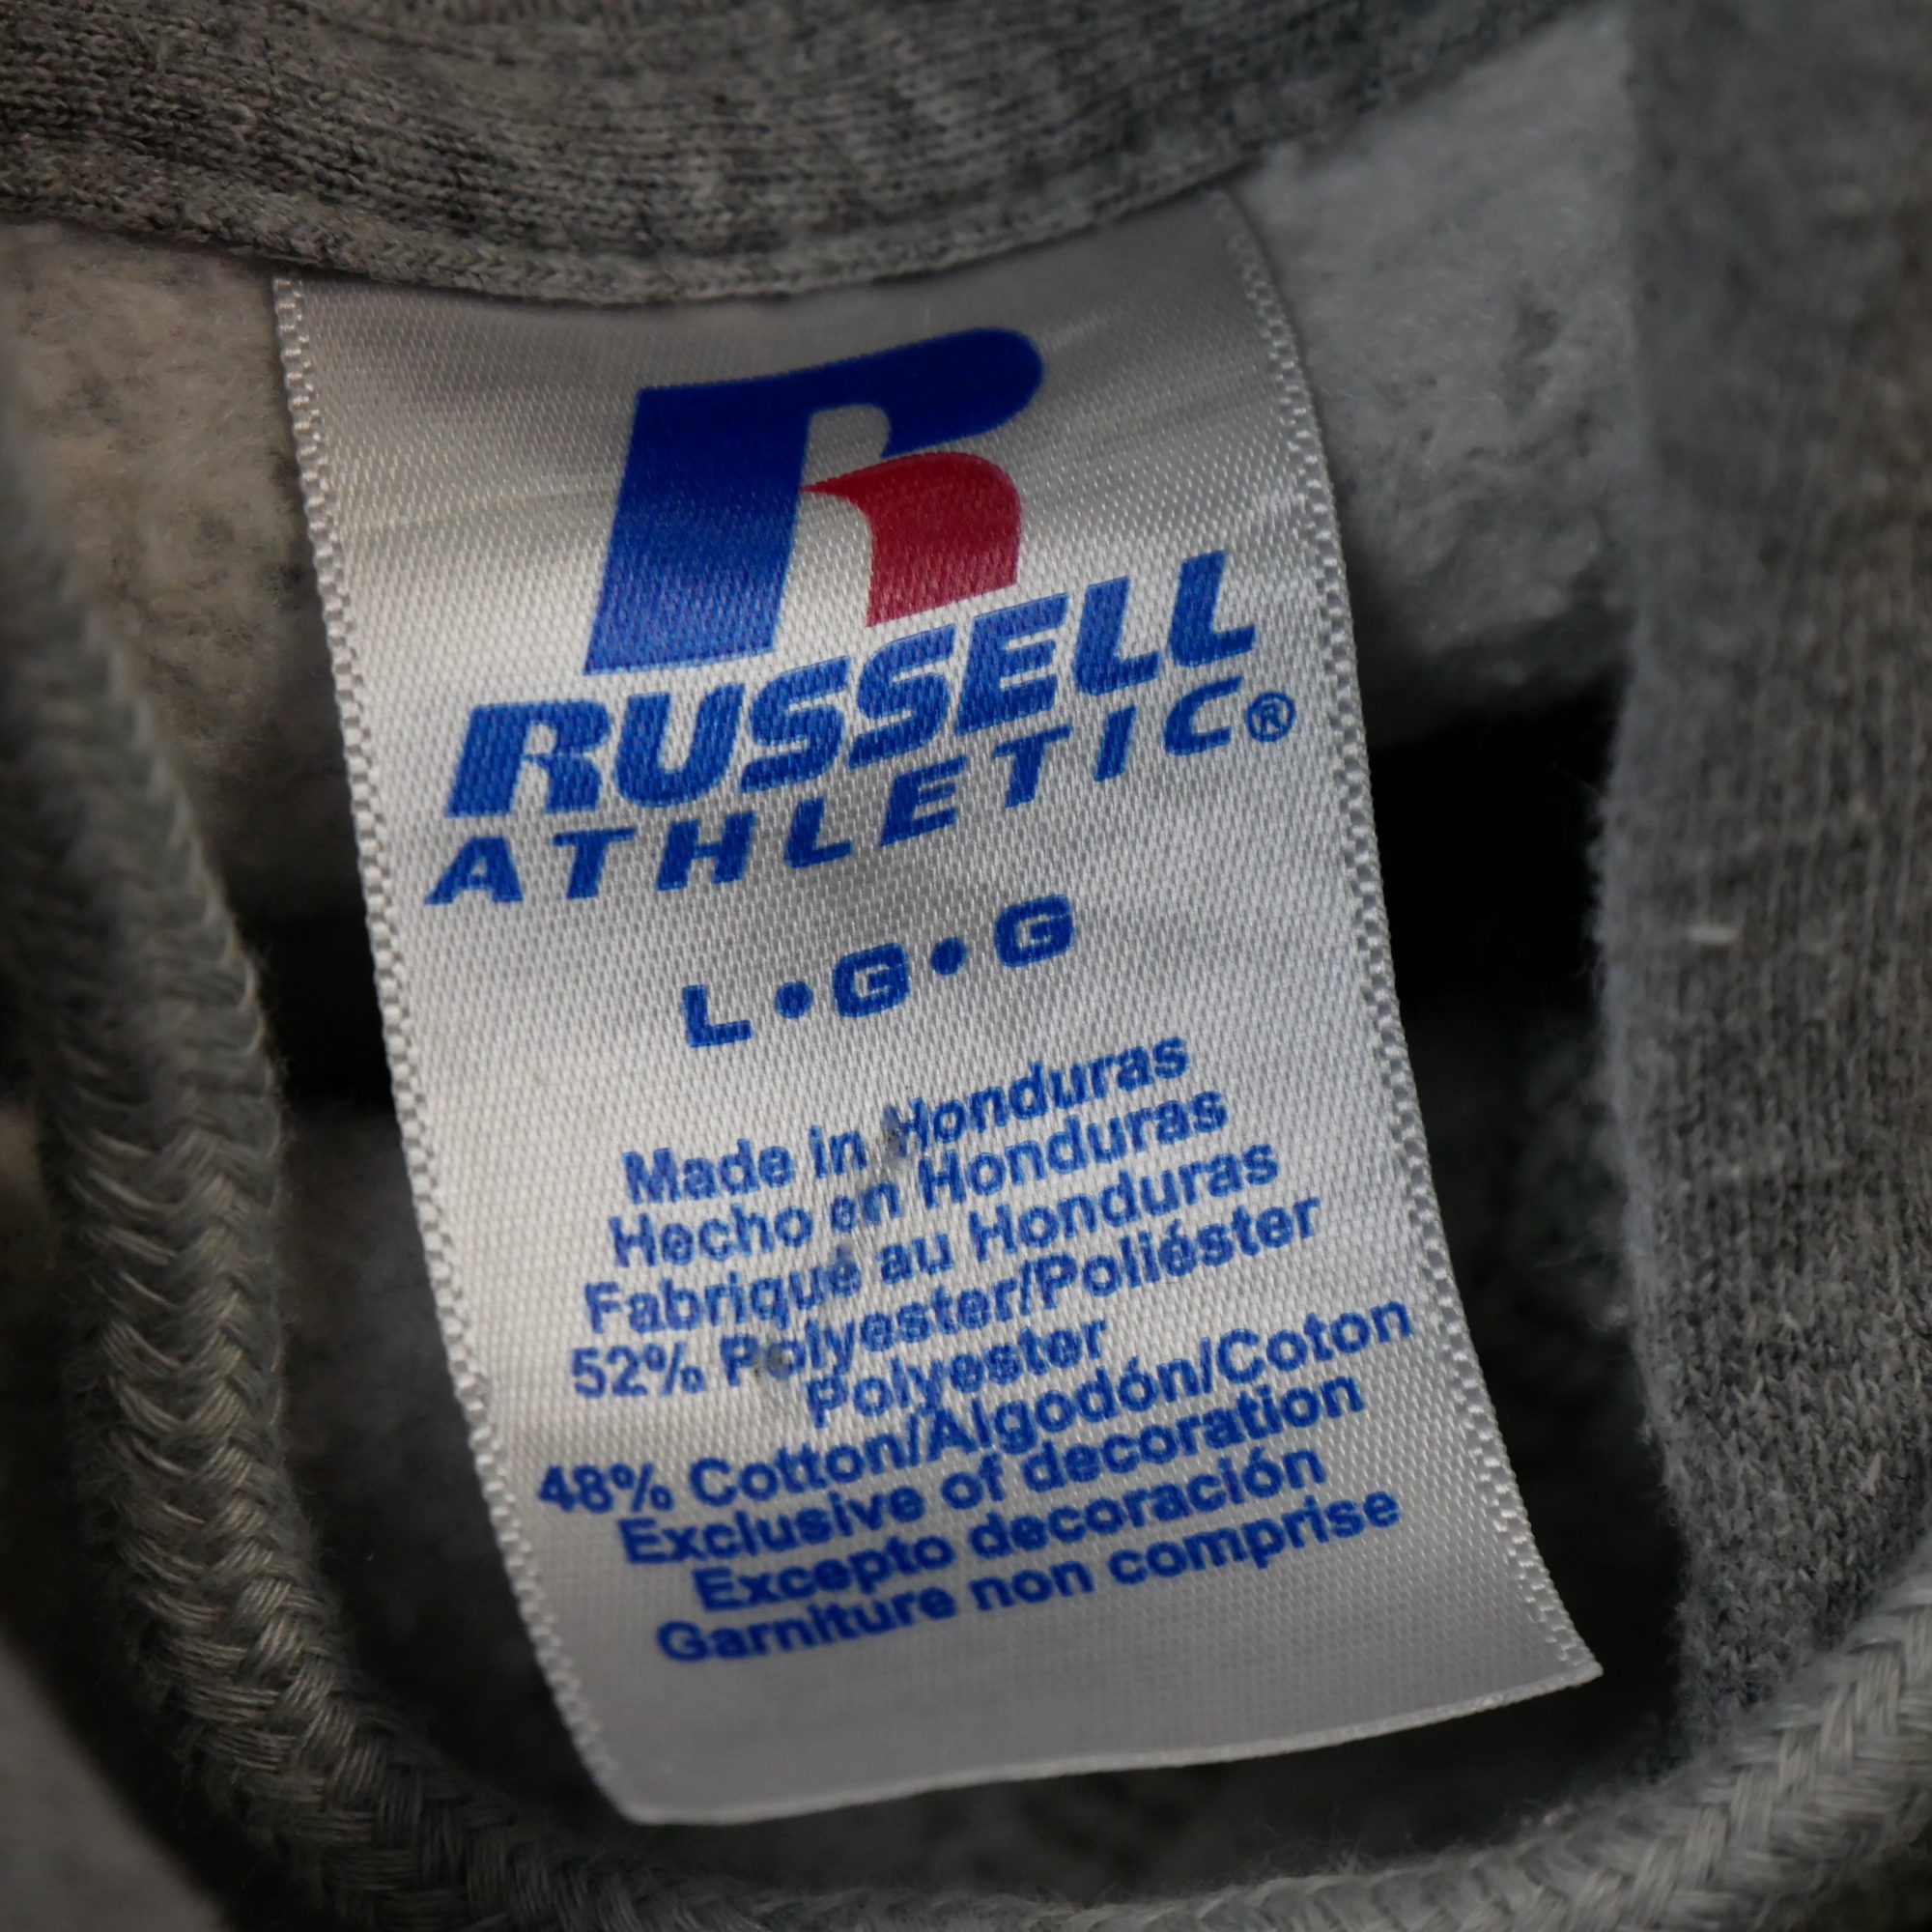 R
RUSSELL
ATHLETIC®
L•G•G
Made in Honduras
Hecho en Honduras
Fabriqué au Honduras
52% Polyester/Poliéster
Polyester
48% Cotton/Algodón/Coton
Exclusive of decoration
Excepto decoración
Garniture non comprise